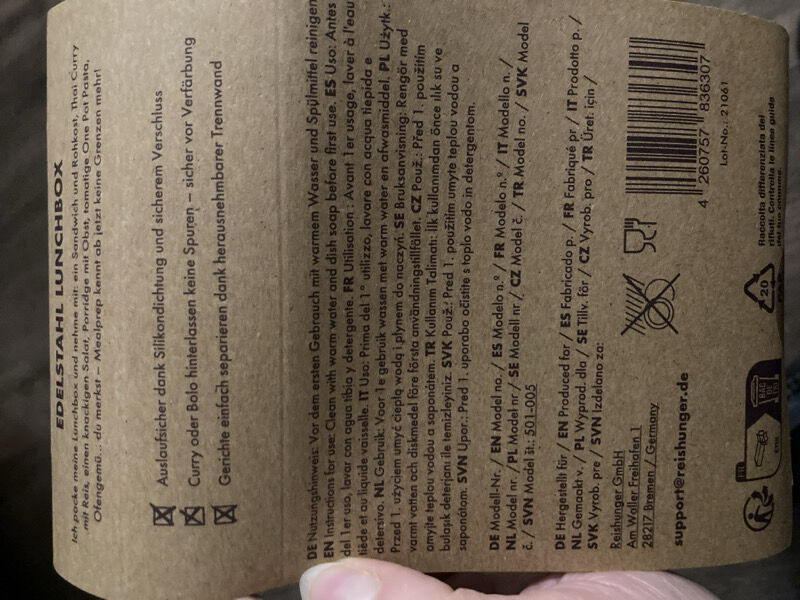 EDELSTAHL LUNCHBOX
Ich packe meine Lunchbox und nehme mit: ein Sandwich und Rohkost, Thai Curry
mit Reis, einen knackigen Salat, Porridge mit Obst, tomatige One Pot Pasta,
Ofengemü... du merkst – Mealprep kennt ab jetzt keine Grenzen mehr!
Auslaufsicher dank Silikondichtung und sicherem Verschluss
Curry oder Bolo hinterlassen keine Spuren – sicher vor Verfärbung
Gerichte einfach separieren dank herausnehmbarer Trennwand
DE Nutzungshinweis: Vor dem ersten Gebrauch mit warmem Wasser und Spülmittel reinigen
EN Instructions for use: Clean with warm water and dish soap before first use. ES Uso: Antes
del 1er uso, lavar con agua tibia y detergente. FR Utilisation : Avant 1er usage, laver à l'eau
tiède et au liquide vaisselle. IT Uso: Prima del 1° utilizzo, lavare con acqua tiepida e
detersivo. NL Gebruik: Voor 1e gebruik wassen met warm water en afwasmiddel. PL Użytk.:
Przed 1. użyciem umyć ciepłą wodą i płynem do naczyń. SE Bruksanvisning: Rengör med
varmt vatten och diskmedel före första användningstillfället. CZ Použ.: Před 1. použitím
omyjte teplou vodou a saponátem. TR Kullanım Talimatı: İlk kullanımdan önce ılık su ve
bulaşık deterjanı ile temizleyiniz. SVK Použ.: Pred 1. použitím umyte teplou vodou a
saponátom. SVN Upor.: Pred 1. uporabo očistite s toplo vodo in detergentom.
DE Modell-Nr. / EN Model no. / ES Modelo n.º / FR Modelo n.º / IT Modello n. /
NL Model nr. / PL Model nr / SE Modell nr / CZ Model č. / TR Model no. / SVK Model
č. / SVN Model št.: 501-005
DE Hergestellt für / EN Produced for / ES Fabricado p. / FR Fabriqué pr / IT Prodotto p. /
NL Gemaakt v. / PL Wyprod. dla / SE Tillv. för / CZ Vyrob. pro / TR Üret. için /
SVK Vyrob. pre / SVN Izdelano za:
Reishunger GmbH
Am Waller Freihafen 1
28217 Bremen / Germany
support@reishunger.de
4 260757 836307
Lot-No.: 21061
Raccolta differenziata del
rifiuti. Controlla le linee guida
del tuo comune.
20
PAP